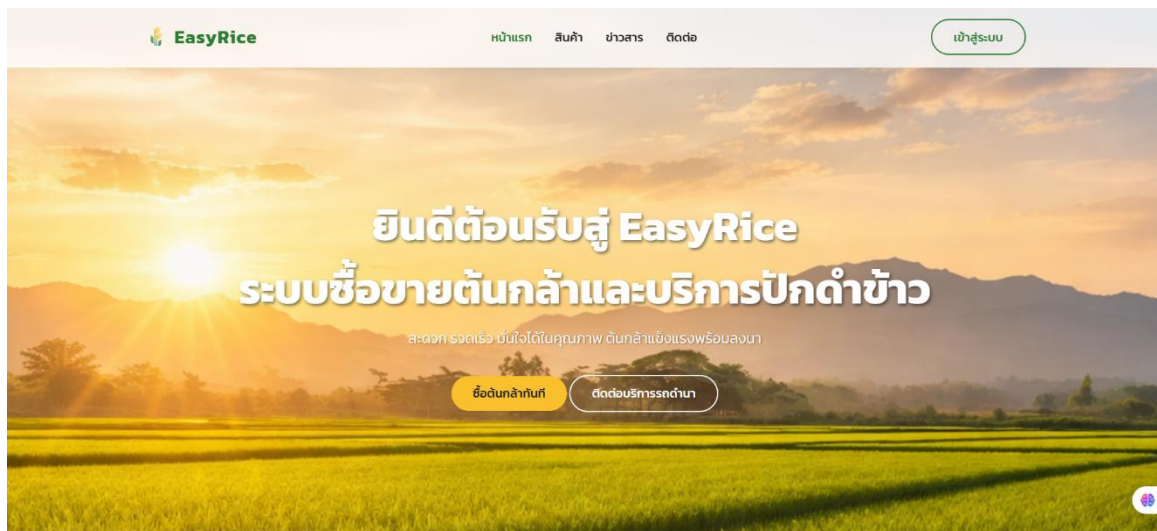 EasyRice
หน้าแรก สินค้า ข่าวสาร ติดต่อ
เข้าสู่ระบบ
ยินดีต้อนรับสู่ EasyRice
ระบบซื้อขายต้นกล้าและบริการปักดำข้าว
สะดวก รวดเร็ว มั่นใจได้ในคุณภาพ ต้นกล้าแข็งแรงพร้อมลงนา
ซื้อต้นกล้าทันที ติดต่อบริการรถดำนา